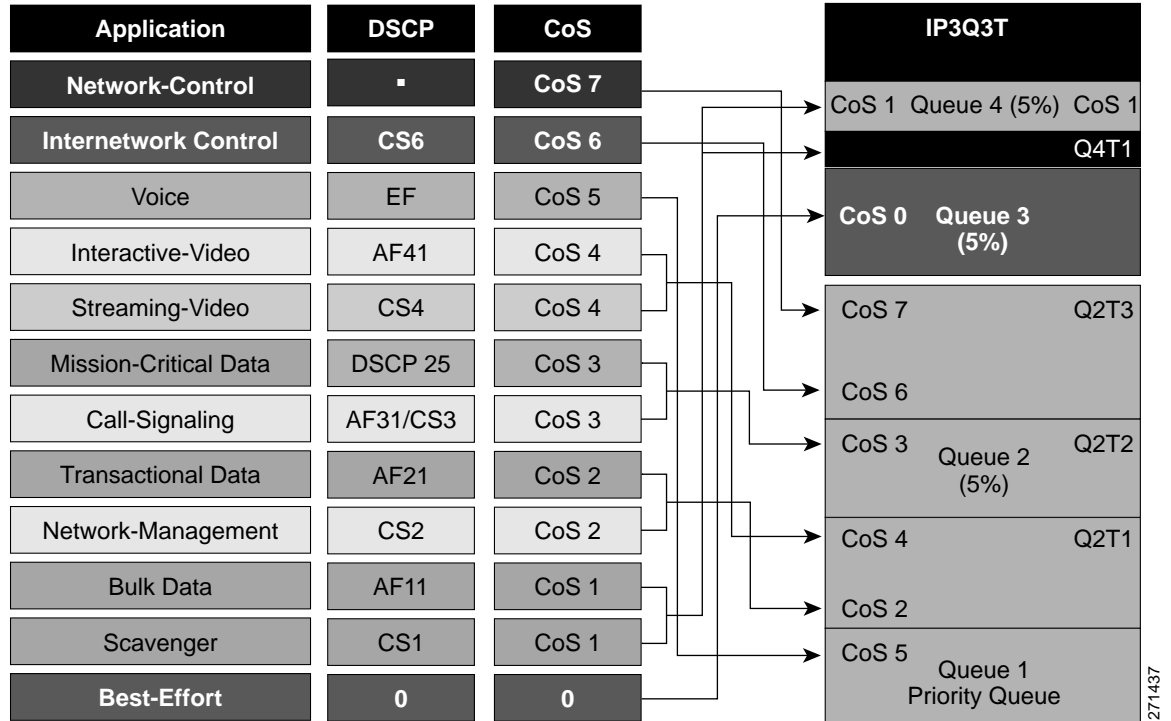 Application DSCP CoS
Network-Control - CoS 7
Internetwork Control CS6 CoS 6
Voice EF CoS 5
Interactive-Video AF41 CoS 4
Streaming-Video CS4 CoS 4
Mission-Critical Data DSCP 25 CoS 3
Call-Signaling AF31/CS3 CoS 3
Transactional Data AF21 CoS 2
Network-Management CS2 CoS 2
Bulk Data AF11 CoS 1
Scavenger CS1 CoS 1
Best-Effort 0 0
IP3Q3T
CoS 1 Queue 4 (5%) CoS 1
Q4T1
CoS 0 Queue 3
(5%)
CoS 7 Q2T3
CoS 6
CoS 3 Queue 2 Q2T2
(5%)
CoS 4 Q2T1
CoS 2
CoS 5 Queue 1
Priority Queue
271437